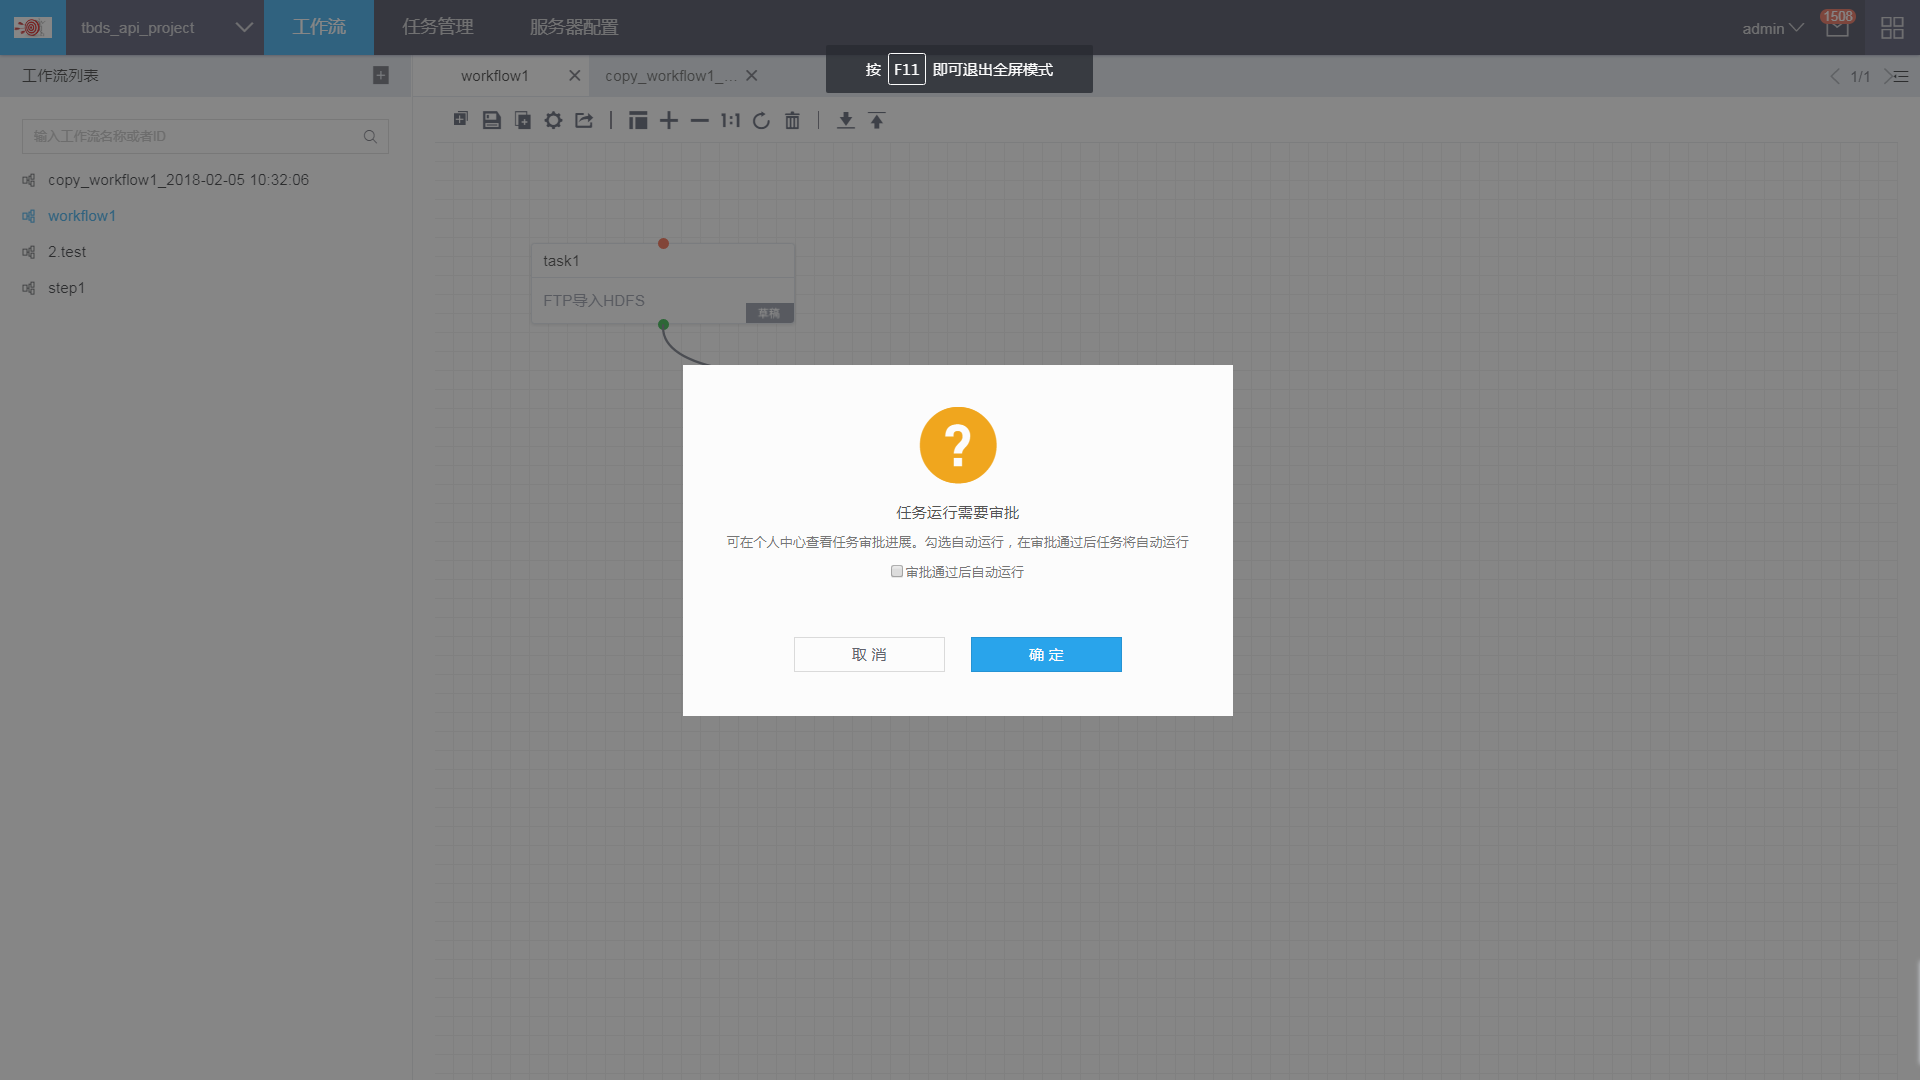 tbds_api_project
工作流
任务管理
服务器配置
admin
1508
工作流列表
workflow1
copy_workflow1_...
按 F11 即可退出全屏模式
1/1
输入工作流名称或者ID
1:1
copy_workflow1_2018-02-05 10:32:06
workflow1
2.test
step1
task1
FTP导入HDFS
草稿
?
任务运行需要审批
可在个人中心查看任务审批进展。勾选自动运行，在审批通过后任务将自动运行
审批通过后自动运行
取 消
确 定